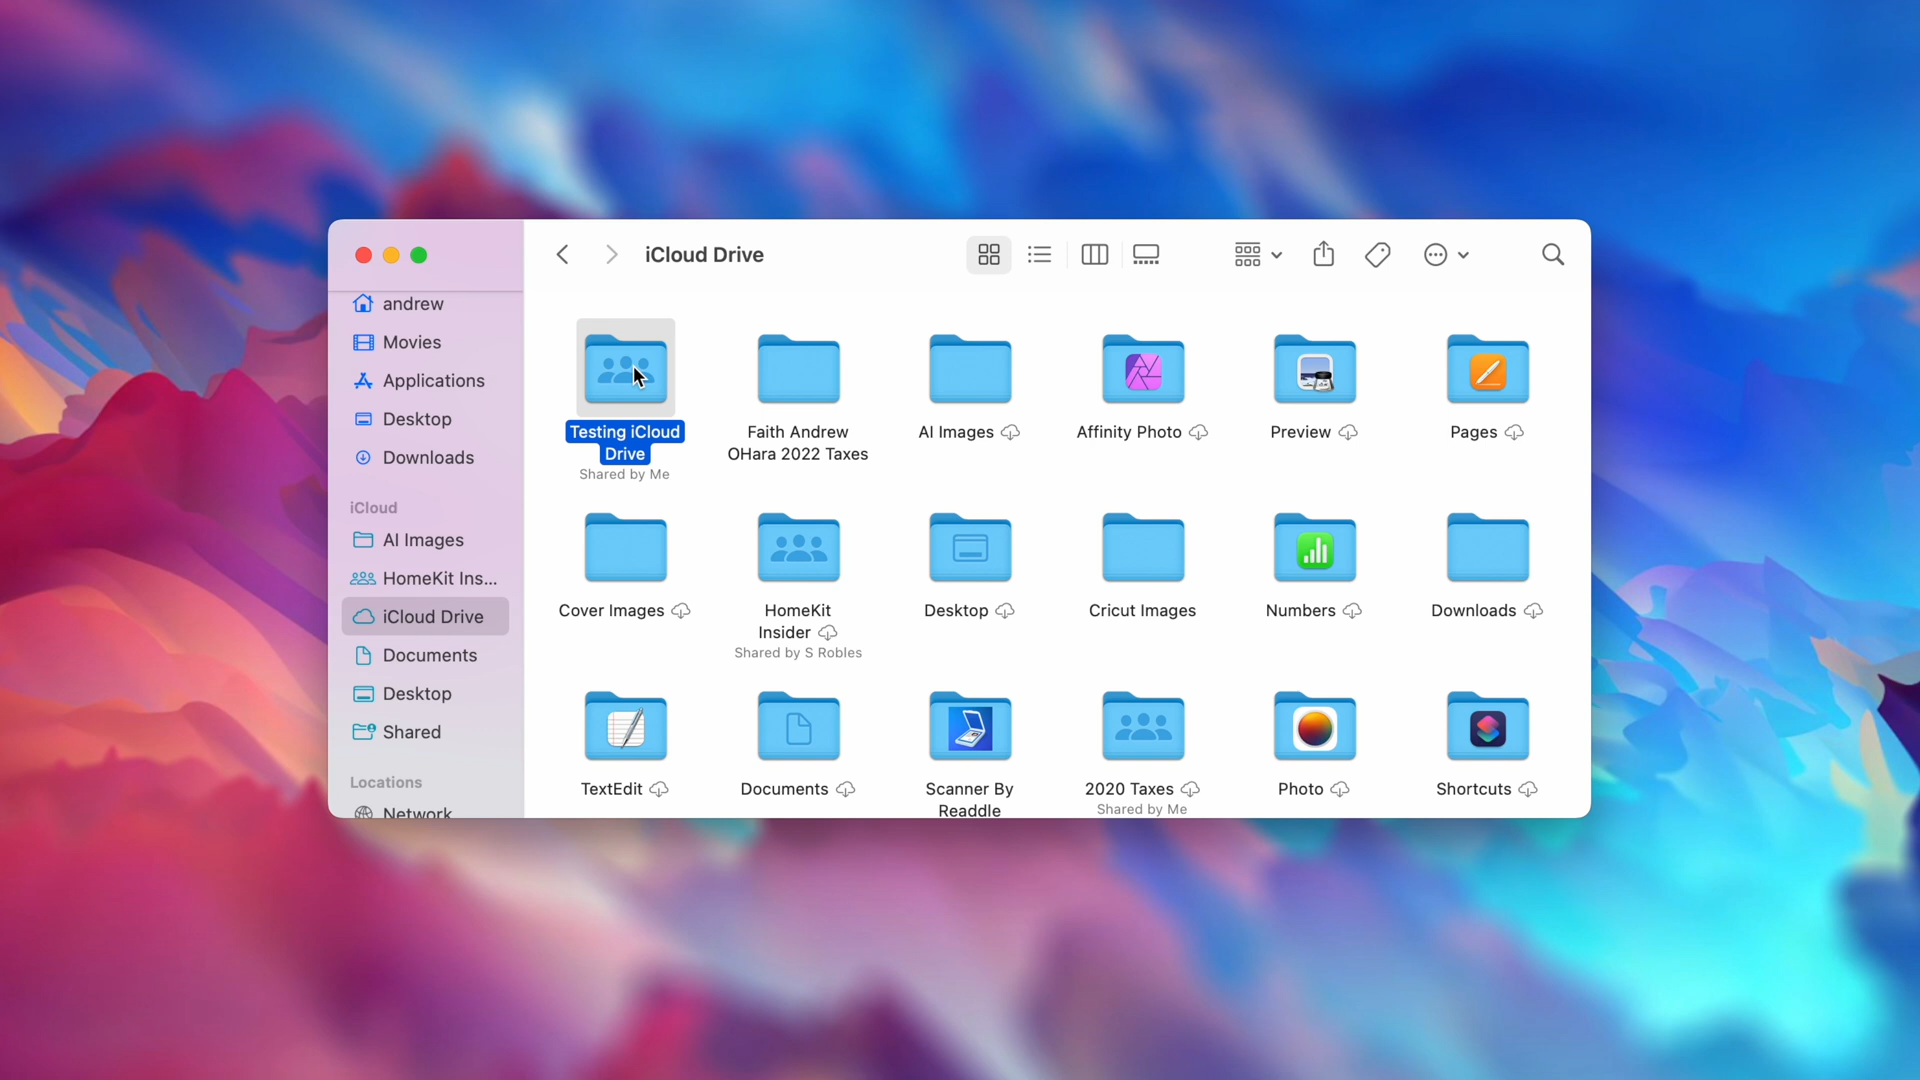 iCloud Drive
andrew
Movies
Applications
Desktop
Downloads
iCloud
AI Images
HomeKit Ins...
iCloud Drive
Documents
Desktop
Shared
Locations
Network
Testing iCloud
Drive
Shared by Me
Faith Andrew
OHara 2022 Taxes
AI Images
Affinity Photo
Preview
Pages
Cover Images
HomeKit
Insider
Shared by S Robles
Desktop
Cricut Images
Numbers
Downloads
TextEdit
Documents
Scanner By
Readdle
2020 Taxes
Shared by Me
Photo
Shortcuts